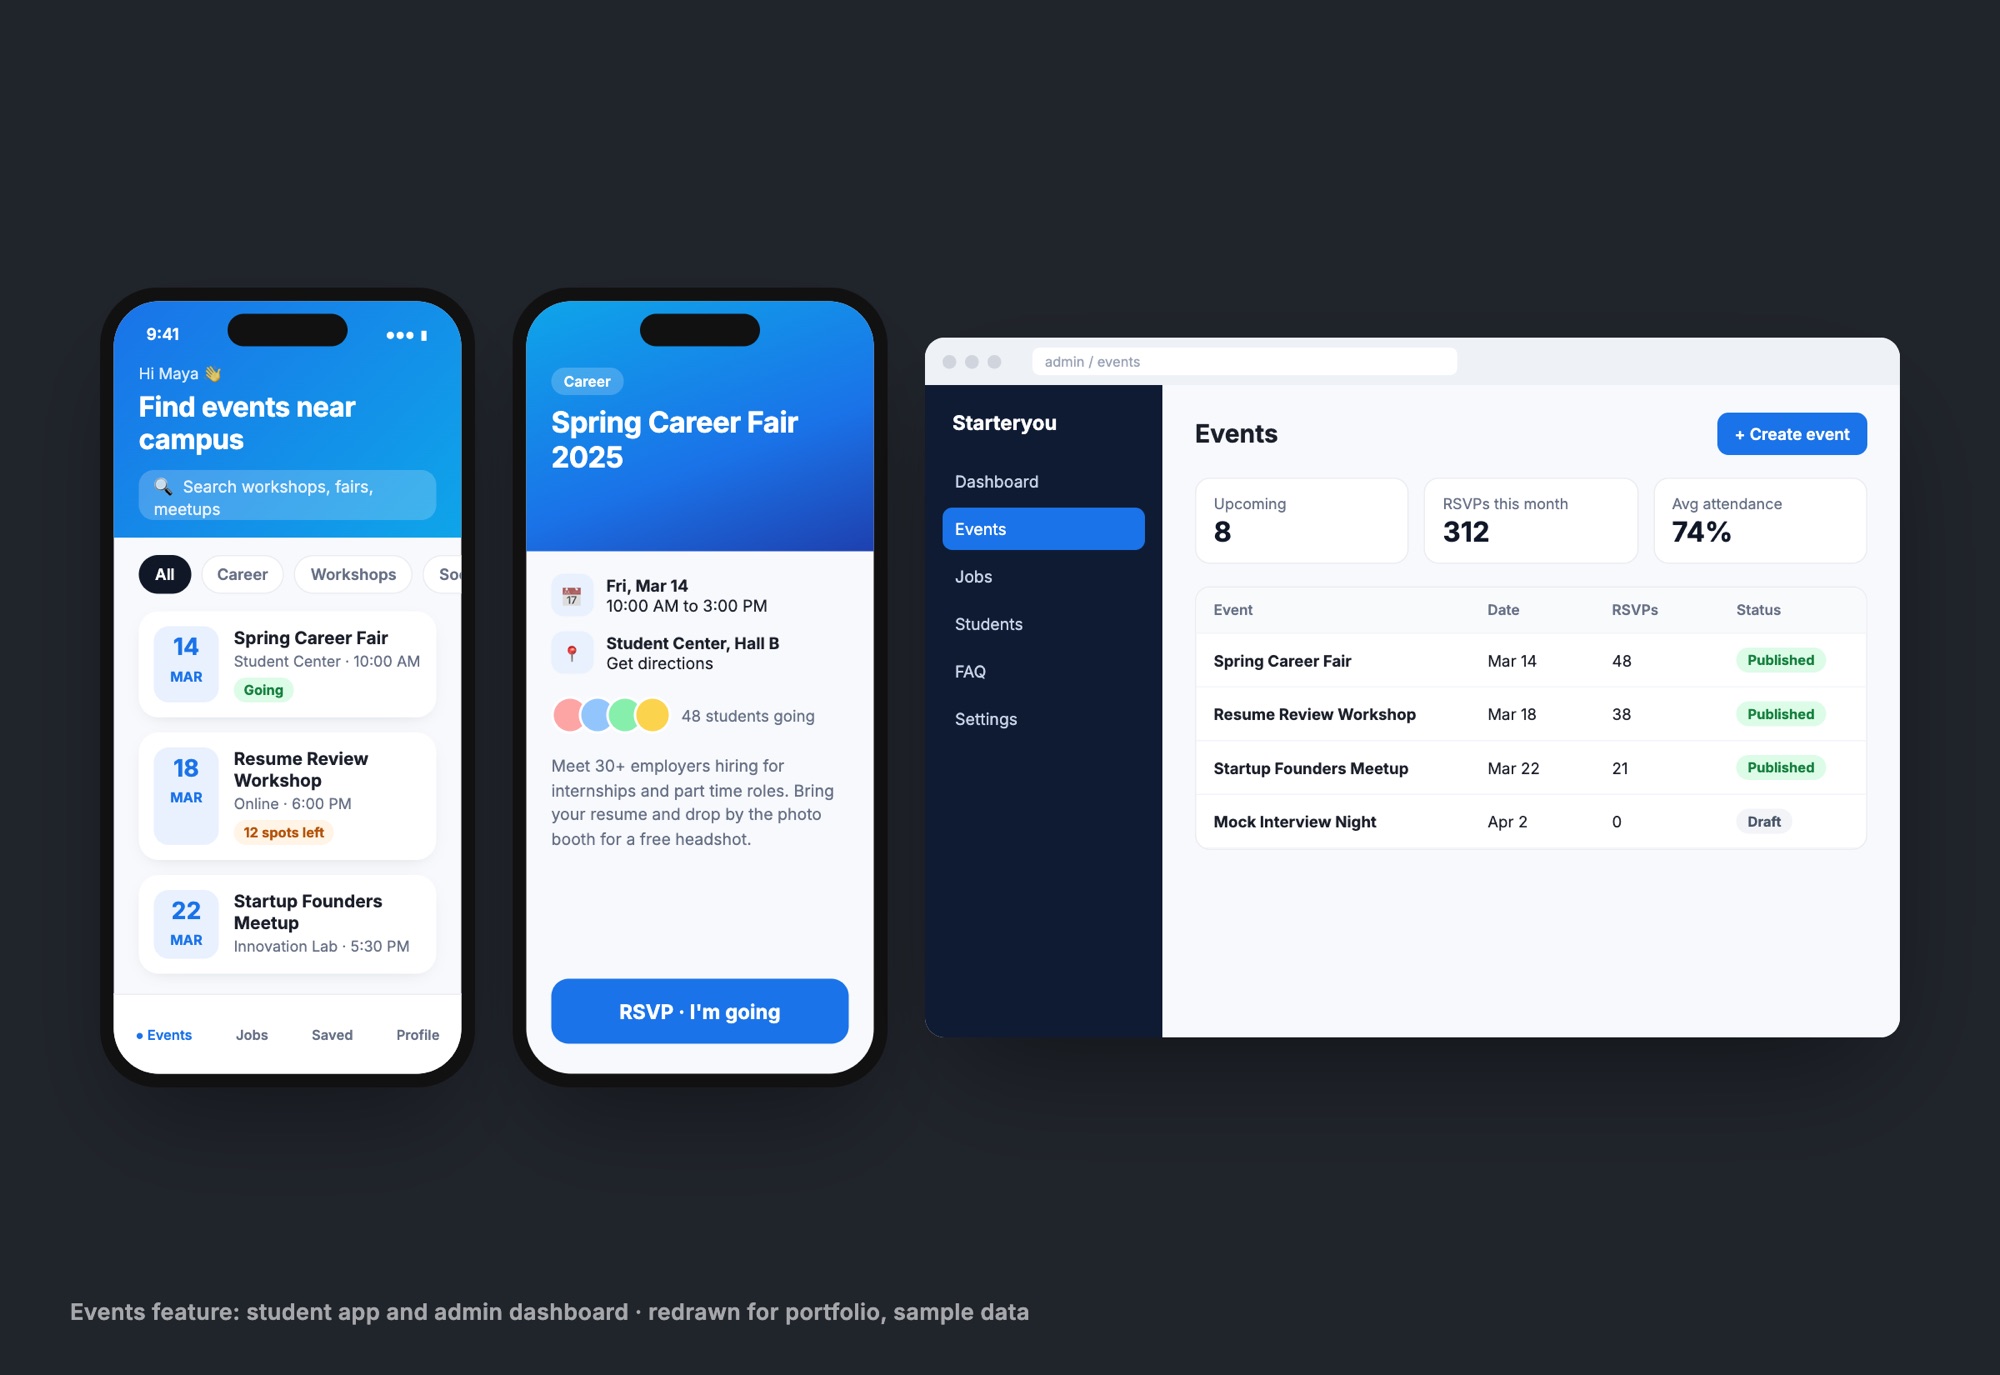 9:41
Hi Maya 👋
Find events near
campus
🔍 Search workshops, fairs,
meetups
All
Career
Workshops
Soc
14
MAR
Spring Career Fair
Student Center · 10:00 AM
Going
18
MAR
Resume Review
Workshop
Online · 6:00 PM
12 spots left
22
MAR
Startup Founders
Meetup
Innovation Lab · 5:30 PM
• Events
Jobs
Saved
Profile
Career
Spring Career Fair
2025
17
Fri, Mar 14
10:00 AM to 3:00 PM
Student Center, Hall B
Get directions
48 students going
Meet 30+ employers hiring for
internships and part time roles. Bring
your resume and drop by the photo
booth for a free headshot.
RSVP · I'm going
admin / events
Starteryou
Dashboard
Events
Jobs
Students
FAQ
Settings
Events
+ Create event
Upcoming
8
RSVPs this month
312
Avg attendance
74%
Event Date RSVPs Status
Spring Career Fair Mar 14 48 Published
Resume Review Workshop Mar 18 38 Published
Startup Founders Meetup Mar 22 21 Published
Mock Interview Night Apr 2 0 Draft
Events feature: student app and admin dashboard · redrawn for portfolio, sample data